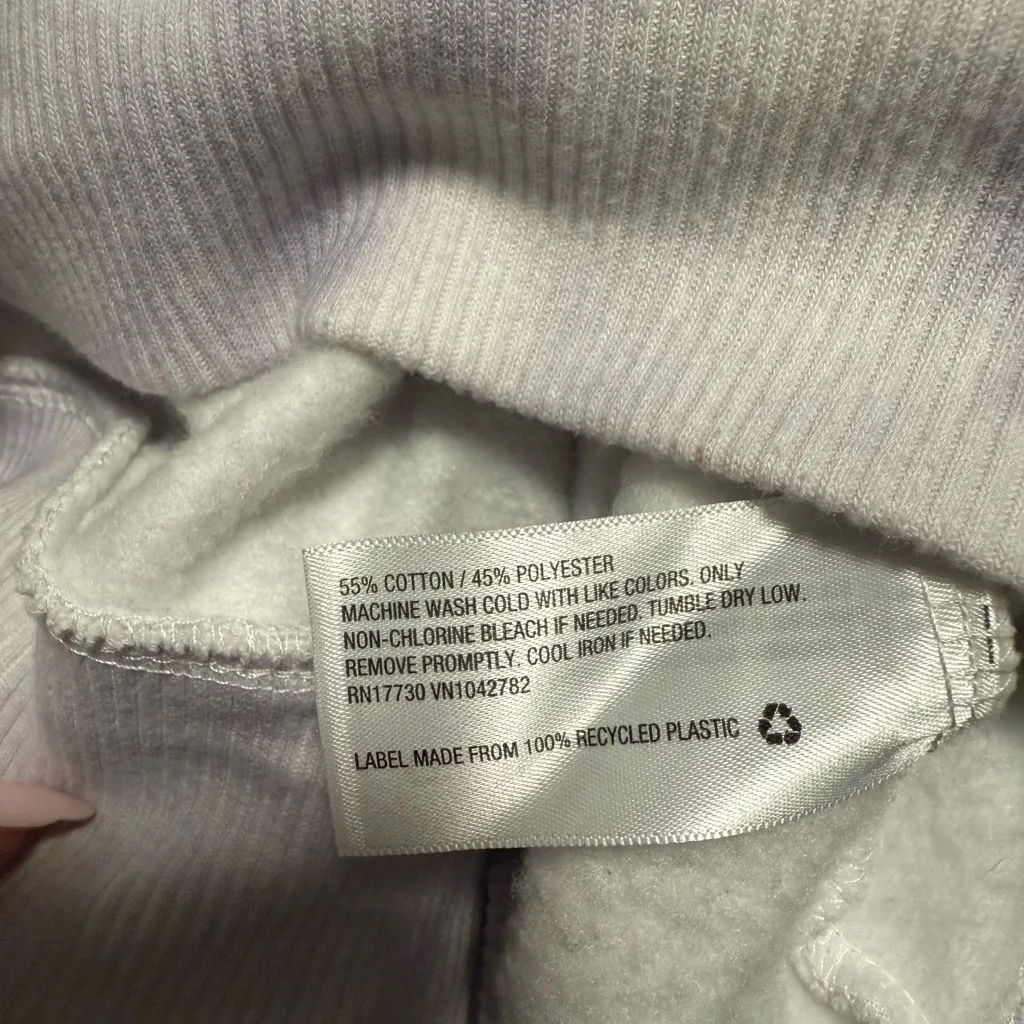 55% COTTON / 45% POLYESTER
MACHINE WASH COLD WITH LIKE COLORS. ONLY
NON-CHLORINE BLEACH IF NEEDED. TUMBLE DRY LOW.
REMOVE PROMPTLY. COOL IRON IF NEEDED.
RN17730 VN1042782
LABEL MADE FROM 100% RECYCLED PLASTIC